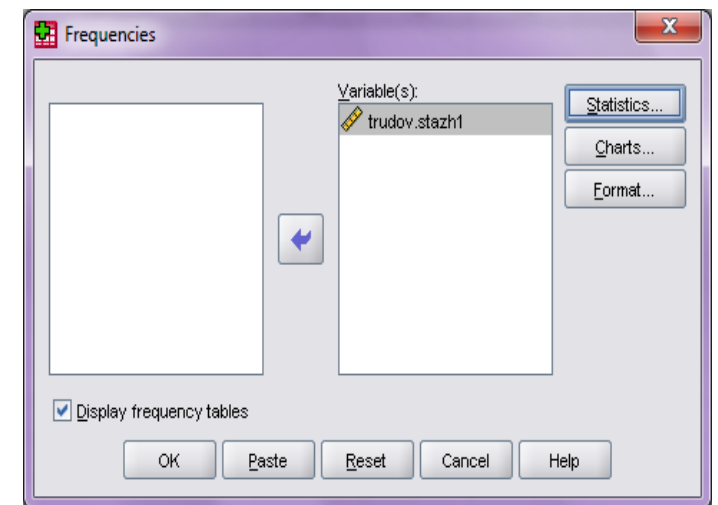 Frequencies
X
Variable(s):
trudov.stazh1
Statistics...
Charts...
Format...
Display frequency tables
OK Paste Reset Cancel Help